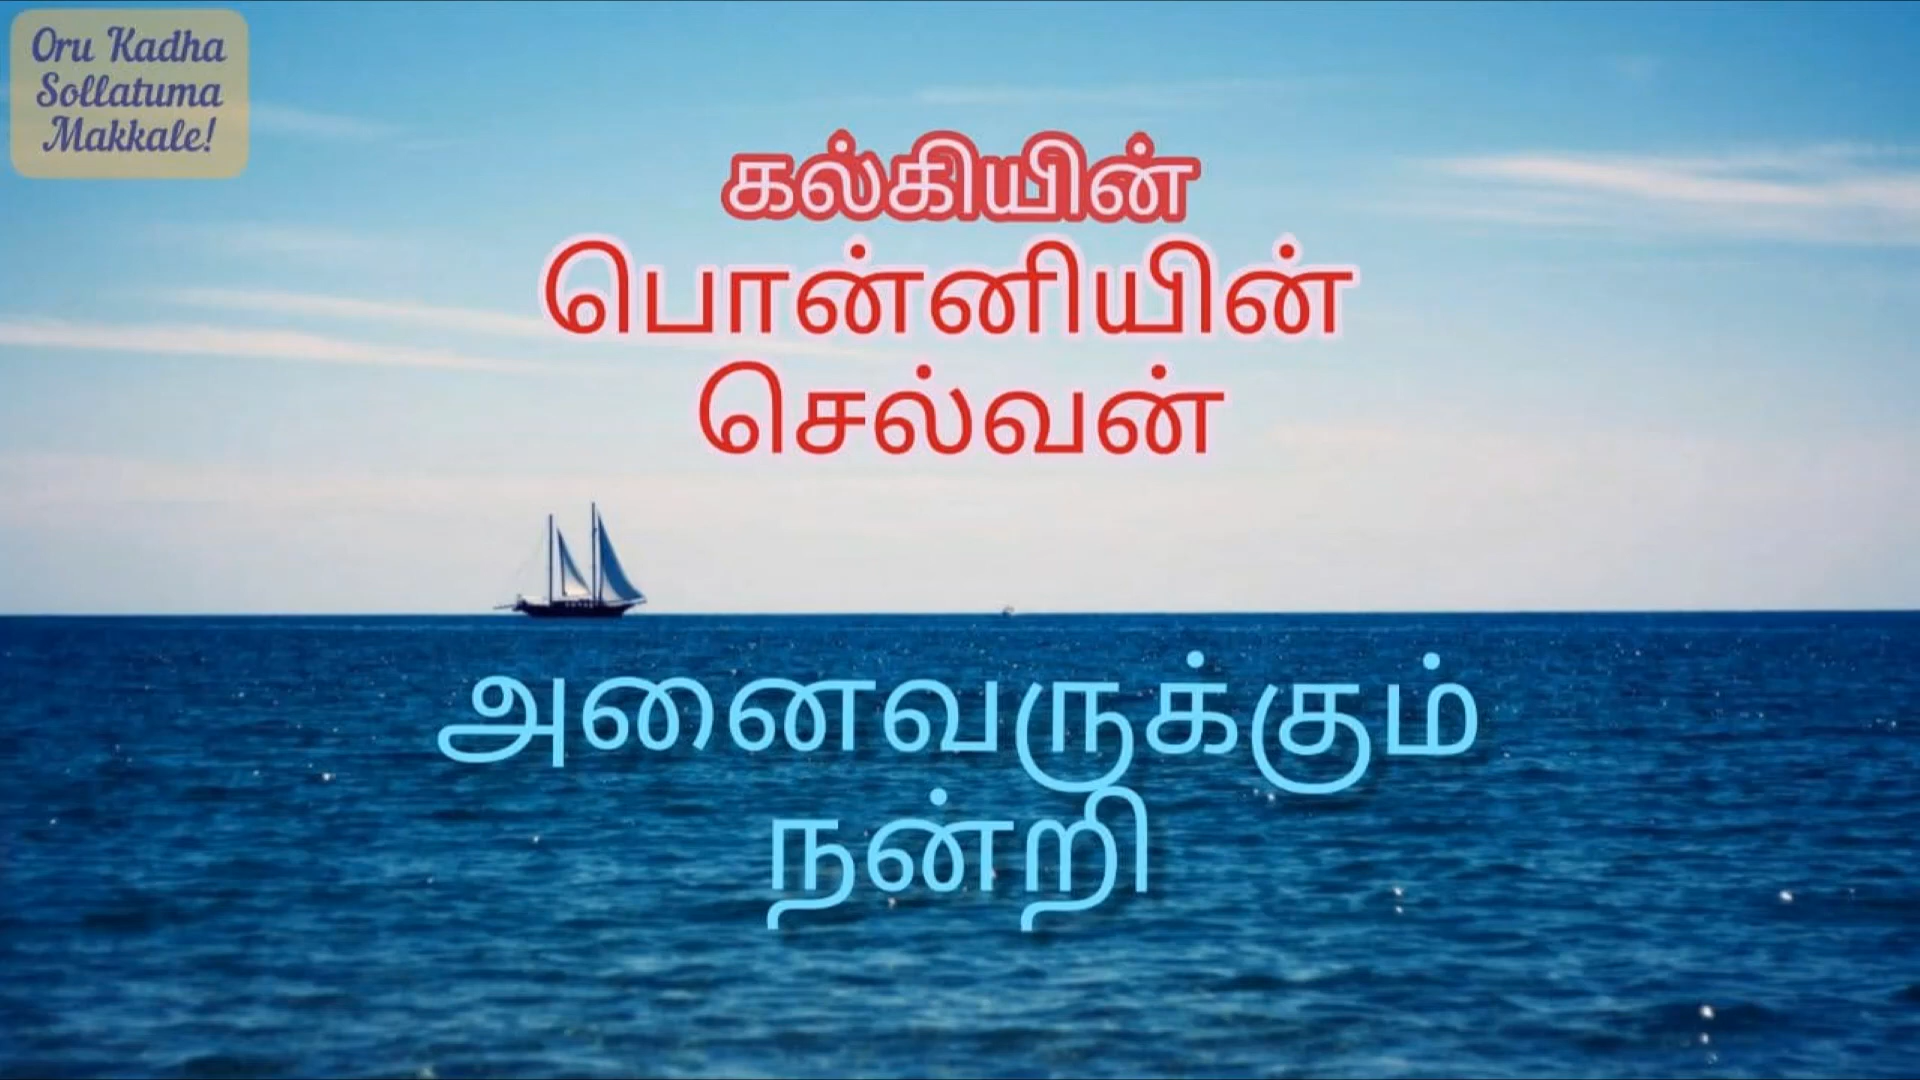 Oru Kadha
Sollatuma
Makkale!
கல்கியின்
பொன்னியின்
செல்வன்
அனைவருக்கும்
நன்றி